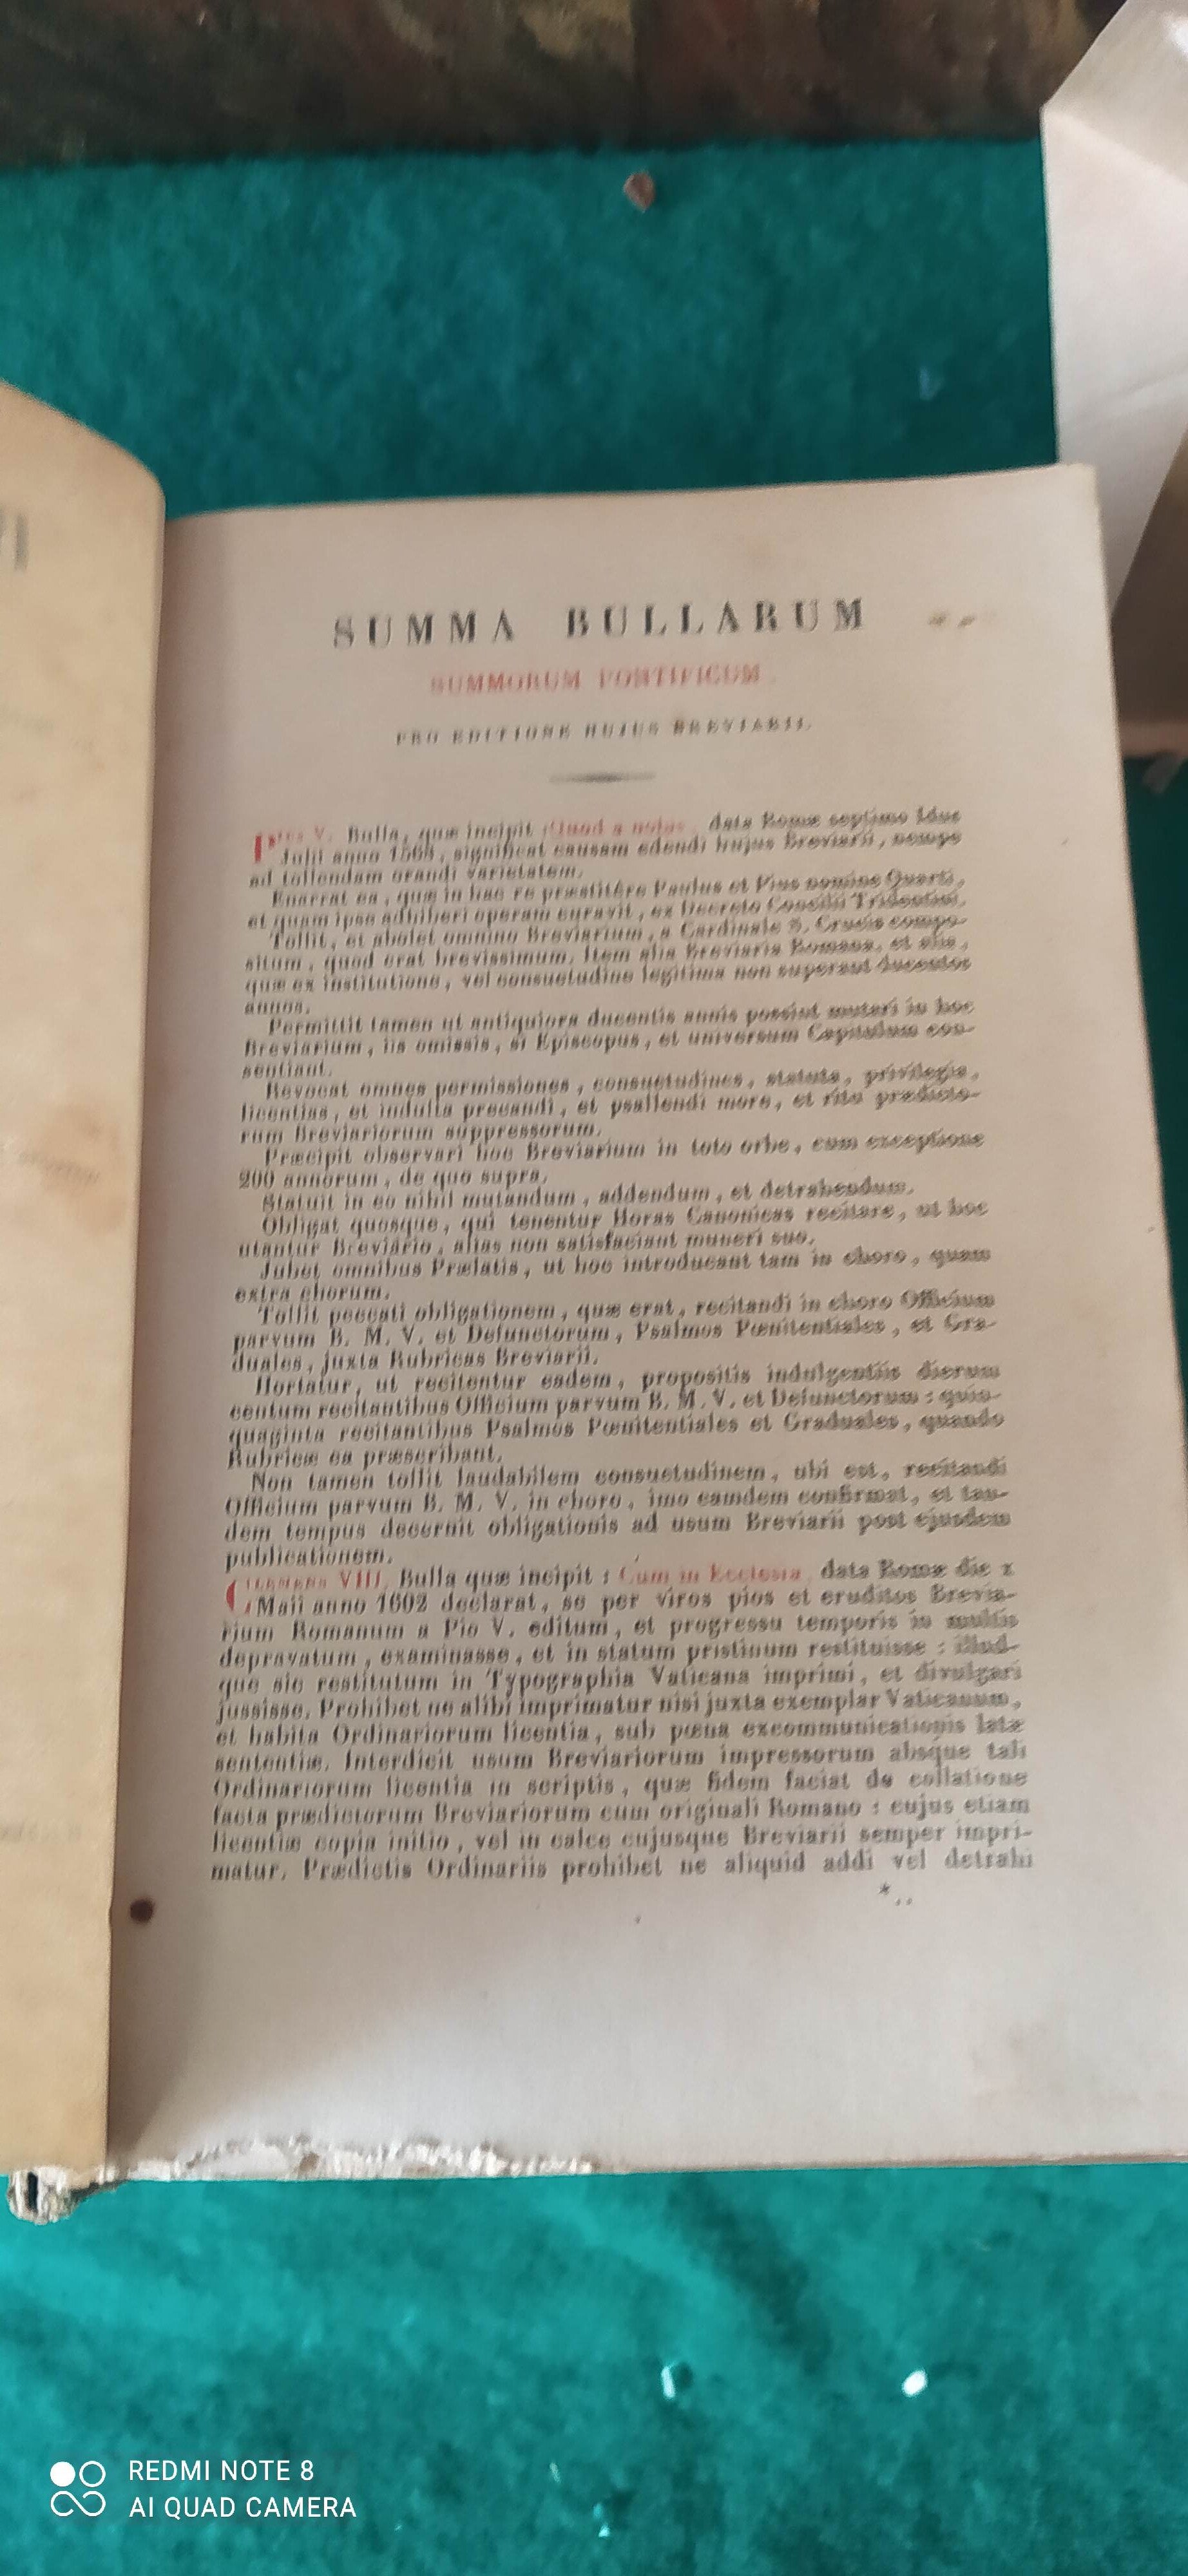 SUMMA BULLARUM
SUMMORUM PONTIFICUM
PRO EDITIONE HUJUS BREVIARII.
PIUS V. Bulla, quæ incipit : Quod a nobis, data Romæ septimo Idus
Julii anno 1568, significat causam edendi hujus Breviarii, nempe
ad tollendam orandi varietatem.
Enarrat ea, quæ in hac re præstitère Paulus et Pius nomine Quarti,
et quam ipse adhiberi operam curavit, ex Decreto Concilii Tridentini.
Tollit, et abolet omnino Breviarium, a Cardinale S. Crucis compo-
situm, quod erat brevissimum. Item alia Breviaria Romana, et alia,
quæ ex institutione, vel consuetudine legitima non superant ducentos
annos.
Permittit tamen ut antiquiora ducentis annis possint mutari in hoc
Breviarium, iis omissis, si Episcopus, et universum Capitulum con-
sentiant.
Revocat omnes permissiones, consuetudines, statuta, privilegia,
licentias, et indulta precandi, et psallendi more, et ritu prædicto-
rum Breviariorum suppressorum.
Præcipit observari hoc Breviarium in toto orbe, cum exceptione
200 annorum, de quo supra.
Statuit in eo nihil mutandum, addendum, et detrahendum.
Obligat quosque, qui tenentur Horas Canonicas recitare, ut hoc
utantur Breviario, alias non satisfaciant muneri suo.
Jubet omnibus Prælatis, ut hoc introducant tam in choro, quam
extra chorum.
Tollit peccati obligationem, quæ erat, recitandi in choro Officium
parvum B. M. V. et Defunctorum, Psalmos Pœnitentiales, et Gra-
duales, juxta Rubricas Breviarii.
Hortatur, ut recitentur eadem, propositis indulgentiis dierum
centum recitantibus Officium parvum B. M. V. et Defunctorum : quin-
quaginta recitantibus Psalmos Pœnitentiales et Graduales, quando
Rubricæ ea præscribant.
Non tamen tollit laudabilem consuetudinem, ubi est, recitandi
Officium parvum B. M. V. in choro, imo eamdem confirmat, et tan-
dem tempus decernit obligationis ad usum Breviarii post ejusdem
publicationem.
CLEMENS VIII. Bulla quæ incipit : Cum in Ecclesia, data Romæ die x
Maii anno 1602 declarat, se per viros pios et eruditos Brevia-
rium Romanum a Pio V. editum, et progressu temporis in multis
depravatum, examinasse, et in statum pristinum restituisse : illud-
que sic restitutum in Typographia Vaticana imprimi, et divulgari
jussisse. Prohibet ne alibi imprimatur nisi juxta exemplar Vaticanum,
et habita Ordinariorum licentia, sub pœna excommunicationis latæ
sententiæ. Interdicit usum Breviariorum impressorum absque tali
Ordinariorum licentia in scriptis, quæ fidem faciat de collatione
facta prædictorum Breviariorum cum originali Romano : cujus etiam
licentiæ copia initio, vel in calce cujusque Breviarii semper impri-
matur. Prædictis Ordinariis prohibet ne aliquid addi vel detrahi
*..
REDMI NOTE 8
AI QUAD CAMERA